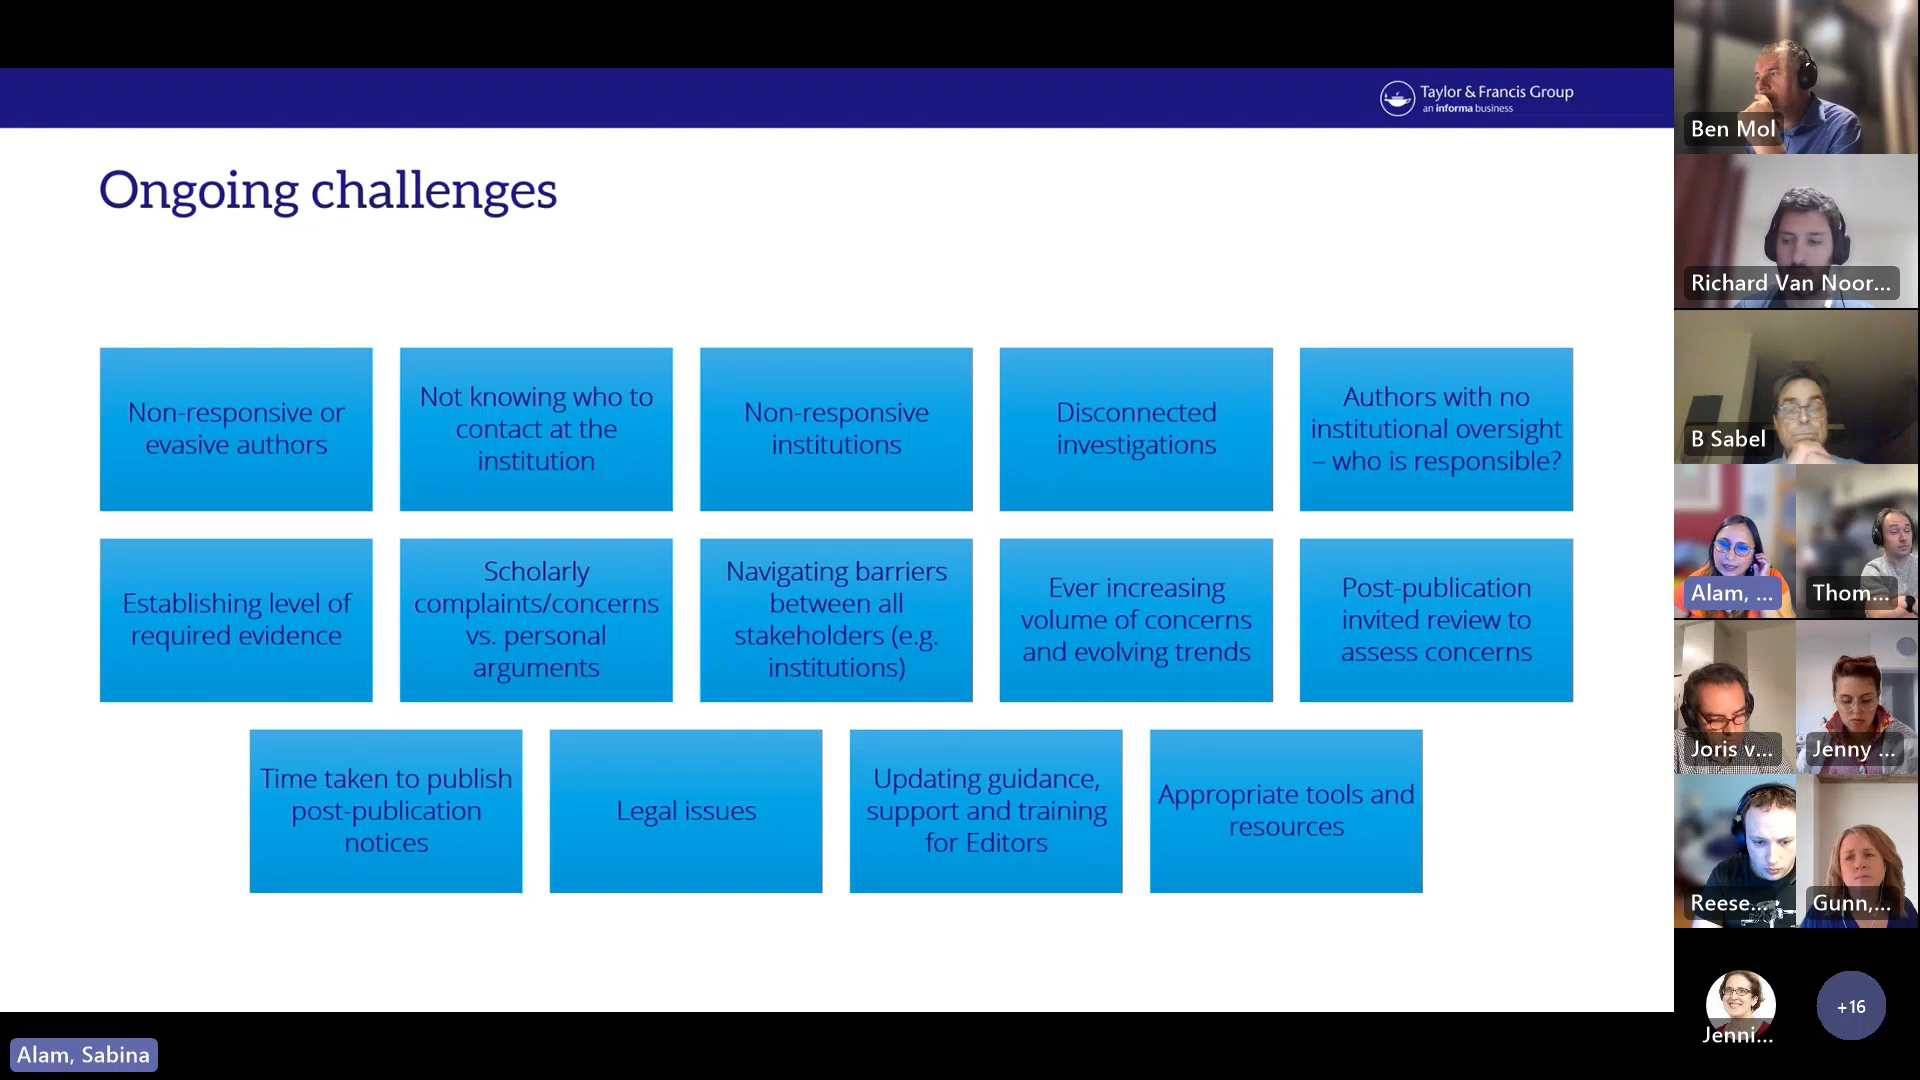 Taylor & Francis Group
an informa business
Ongoing challenges
Non-responsive or
evasive authors
Not knowing who to
contact at the
institution
Non-responsive
institutions
Disconnected
investigations
Authors with no
institutional oversight
– who is responsible?
Establishing level of
required evidence
Scholarly
complaints/concerns
vs. personal
arguments
Navigating barriers
between all
stakeholders (e.g.
institutions)
Ever increasing
volume of concerns
and evolving trends
Post-publication
invited review to
assess concerns
Time taken to publish
post-publication
notices
Legal issues
Updating guidance,
support and training
for Editors
Appropriate tools and
resources
Alam, Sabina
Ben Mol
Richard Van Noor...
B Sabel
Alam, ...
Thom...
Joris v...
Jenny ...
Reese...
Gunn,...
Jenni...
+16